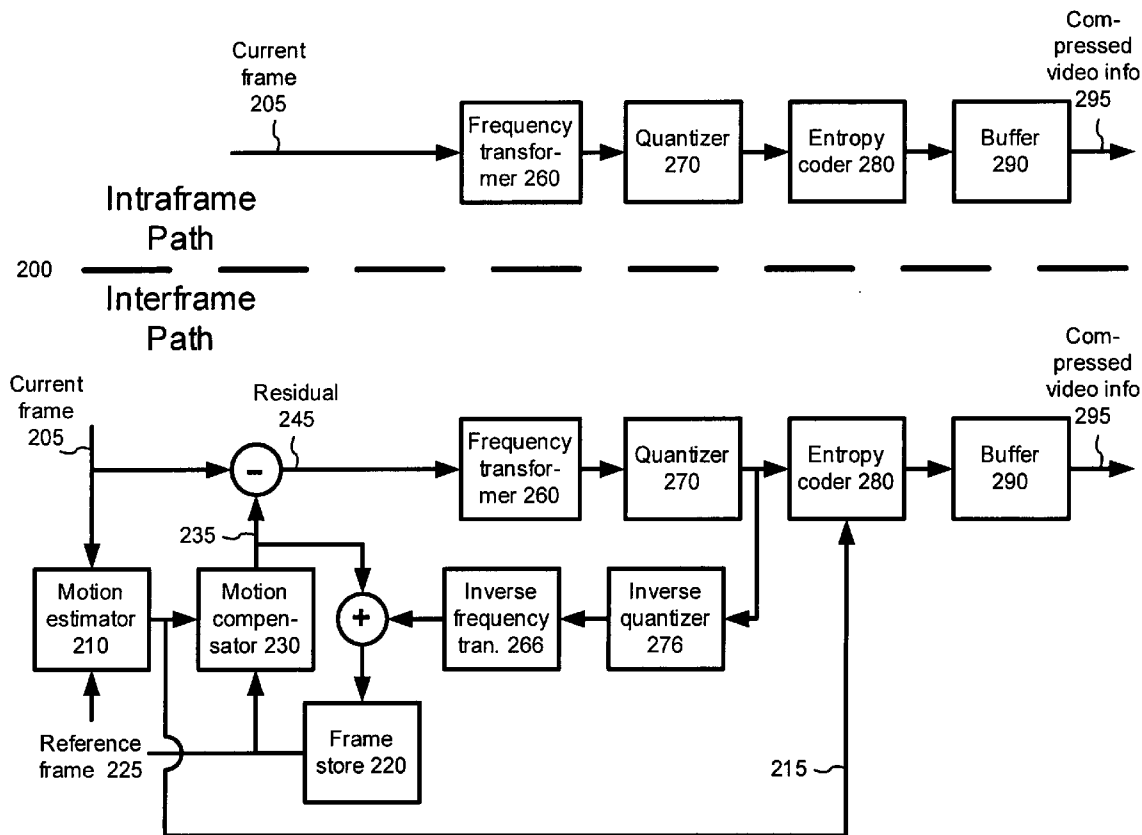 Current
frame
205
Frequency
transfor-
mer 260
Quantizer
270
Entropy
coder 280
Buffer
290
Com-
pressed
video info
295
Intraframe
Path
200
Interframe
Path
Current
frame
205
Residual
245
-
Frequency
transfor-
mer 260
Quantizer
270
Entropy
coder 280
Buffer
290
Com-
pressed
video info
295
235
Motion
estimator
210
Motion
compen-
sator 230
+
Inverse
frequency
tran. 266
Inverse
quantizer
276
Reference
frame 225
Frame
store 220
215